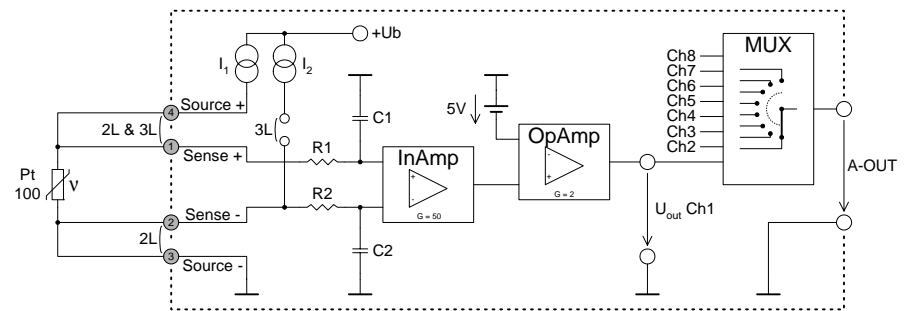 +Ub
MUX
I1
I2
Ch8
Ch7
Ch6
Ch5
Ch4
Ch3
Ch2
4
Source +
2L & 3L
3L
C1
5V
1
Sense +
R1
InAmp
OpAmp
+
-
G = 50
-
+
G = 2
A-OUT
Pt
100
ν
R2
2
Sense -
2L
C2
Uout Ch1
3
Source -